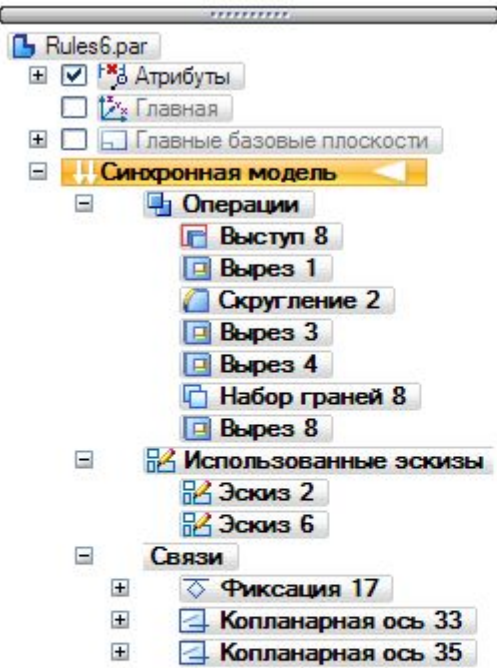 Rules6.par
Атрибуты
Главная
Главные базовые плоскости
Синхронная модель
Операции
Выступ 8
Вырез 1
Скругление 2
Вырез 3
Вырез 4
Набор граней 8
Вырез 8
Использованные эскизы
Эскиз 2
Эскиз 6
Связи
Фиксация 17
Копланарная ось 33
Копланарная ось 35